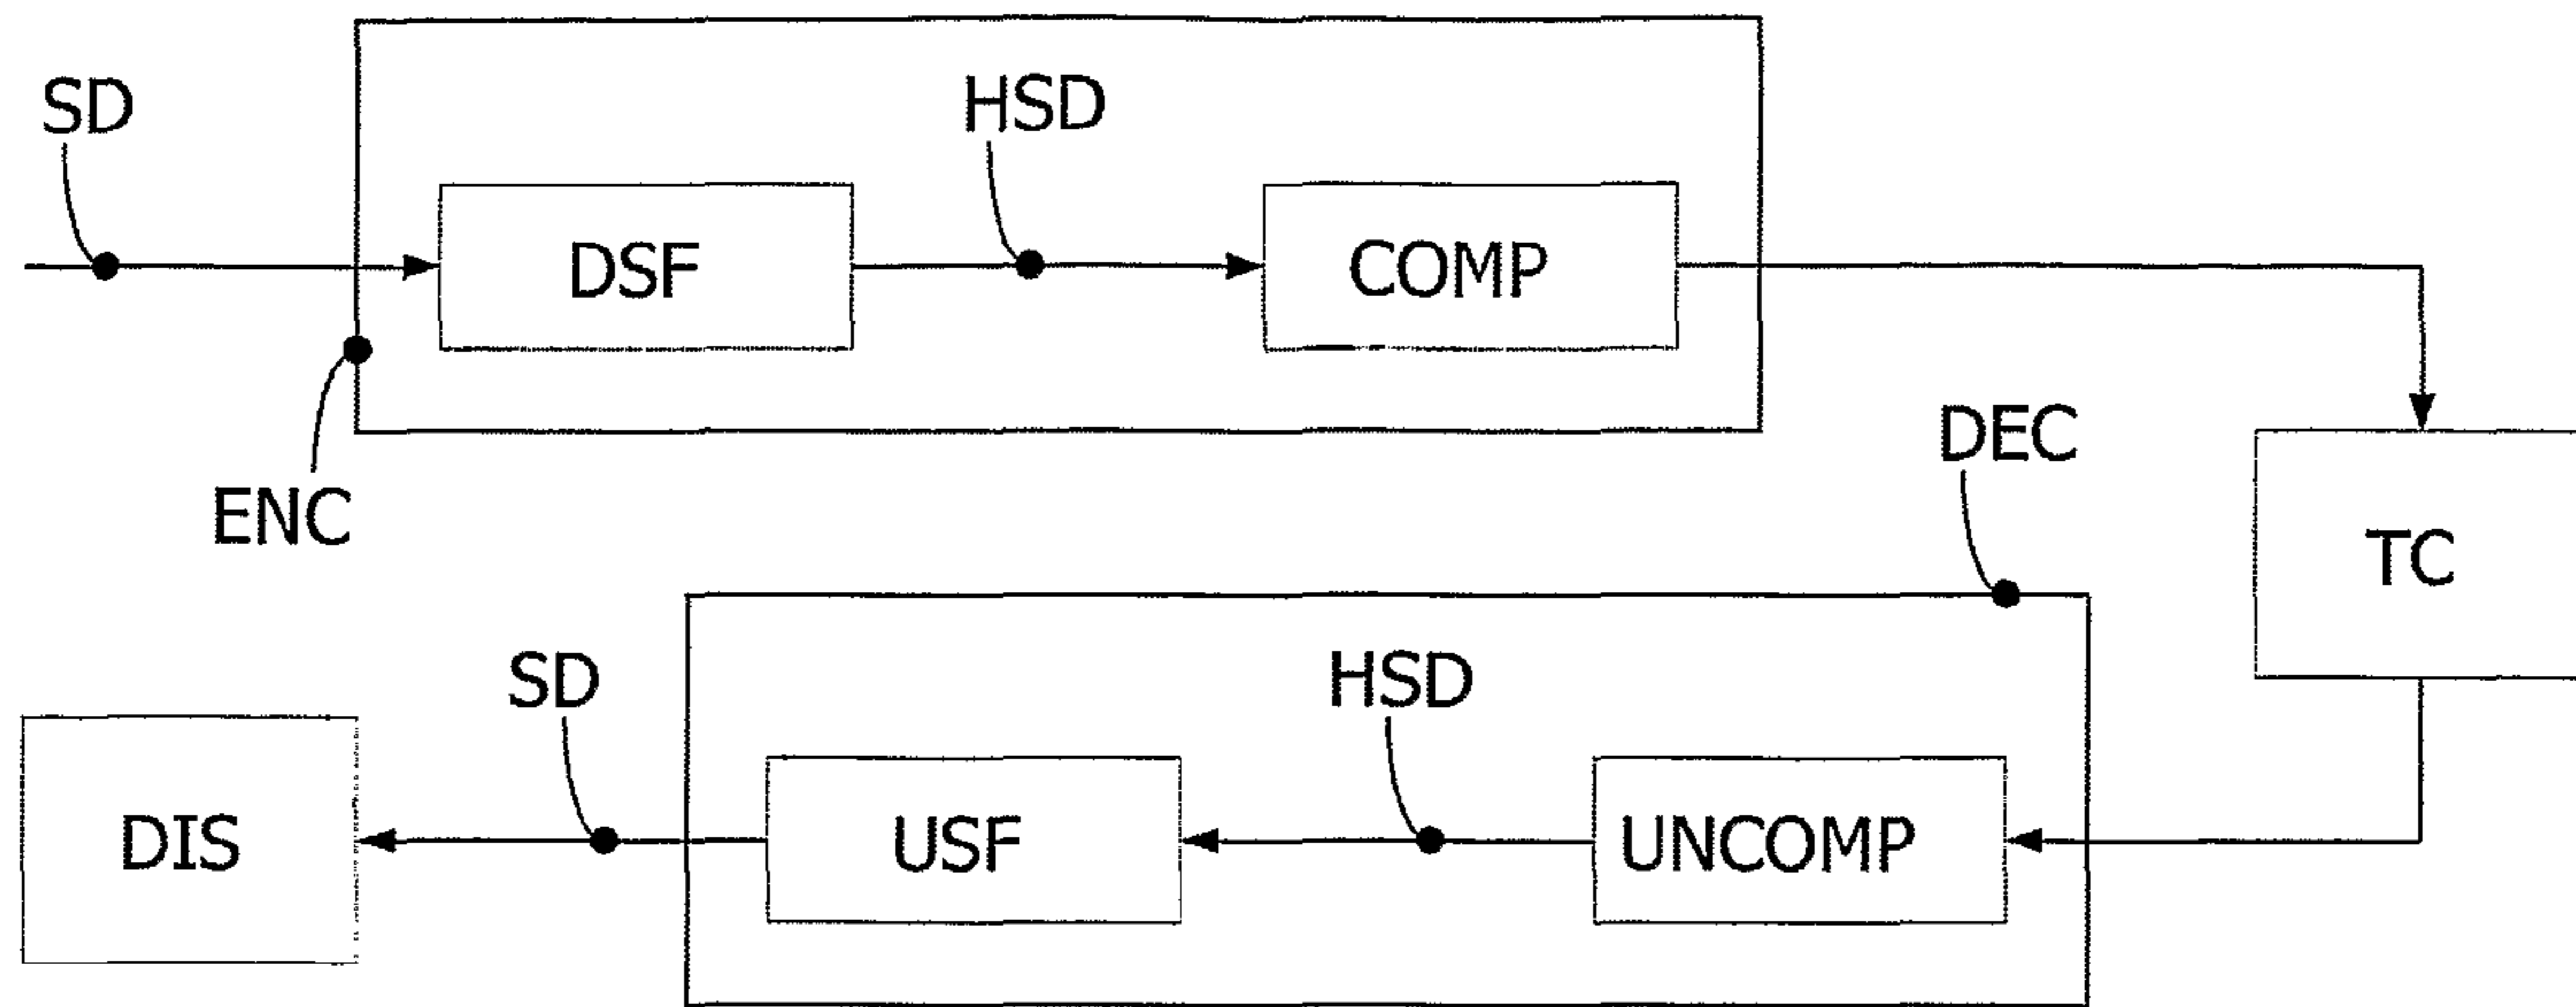 SD
HSD
DSF
COMP
ENC
DEC
TC
SD
HSD
DIS
USF
UNCOMP